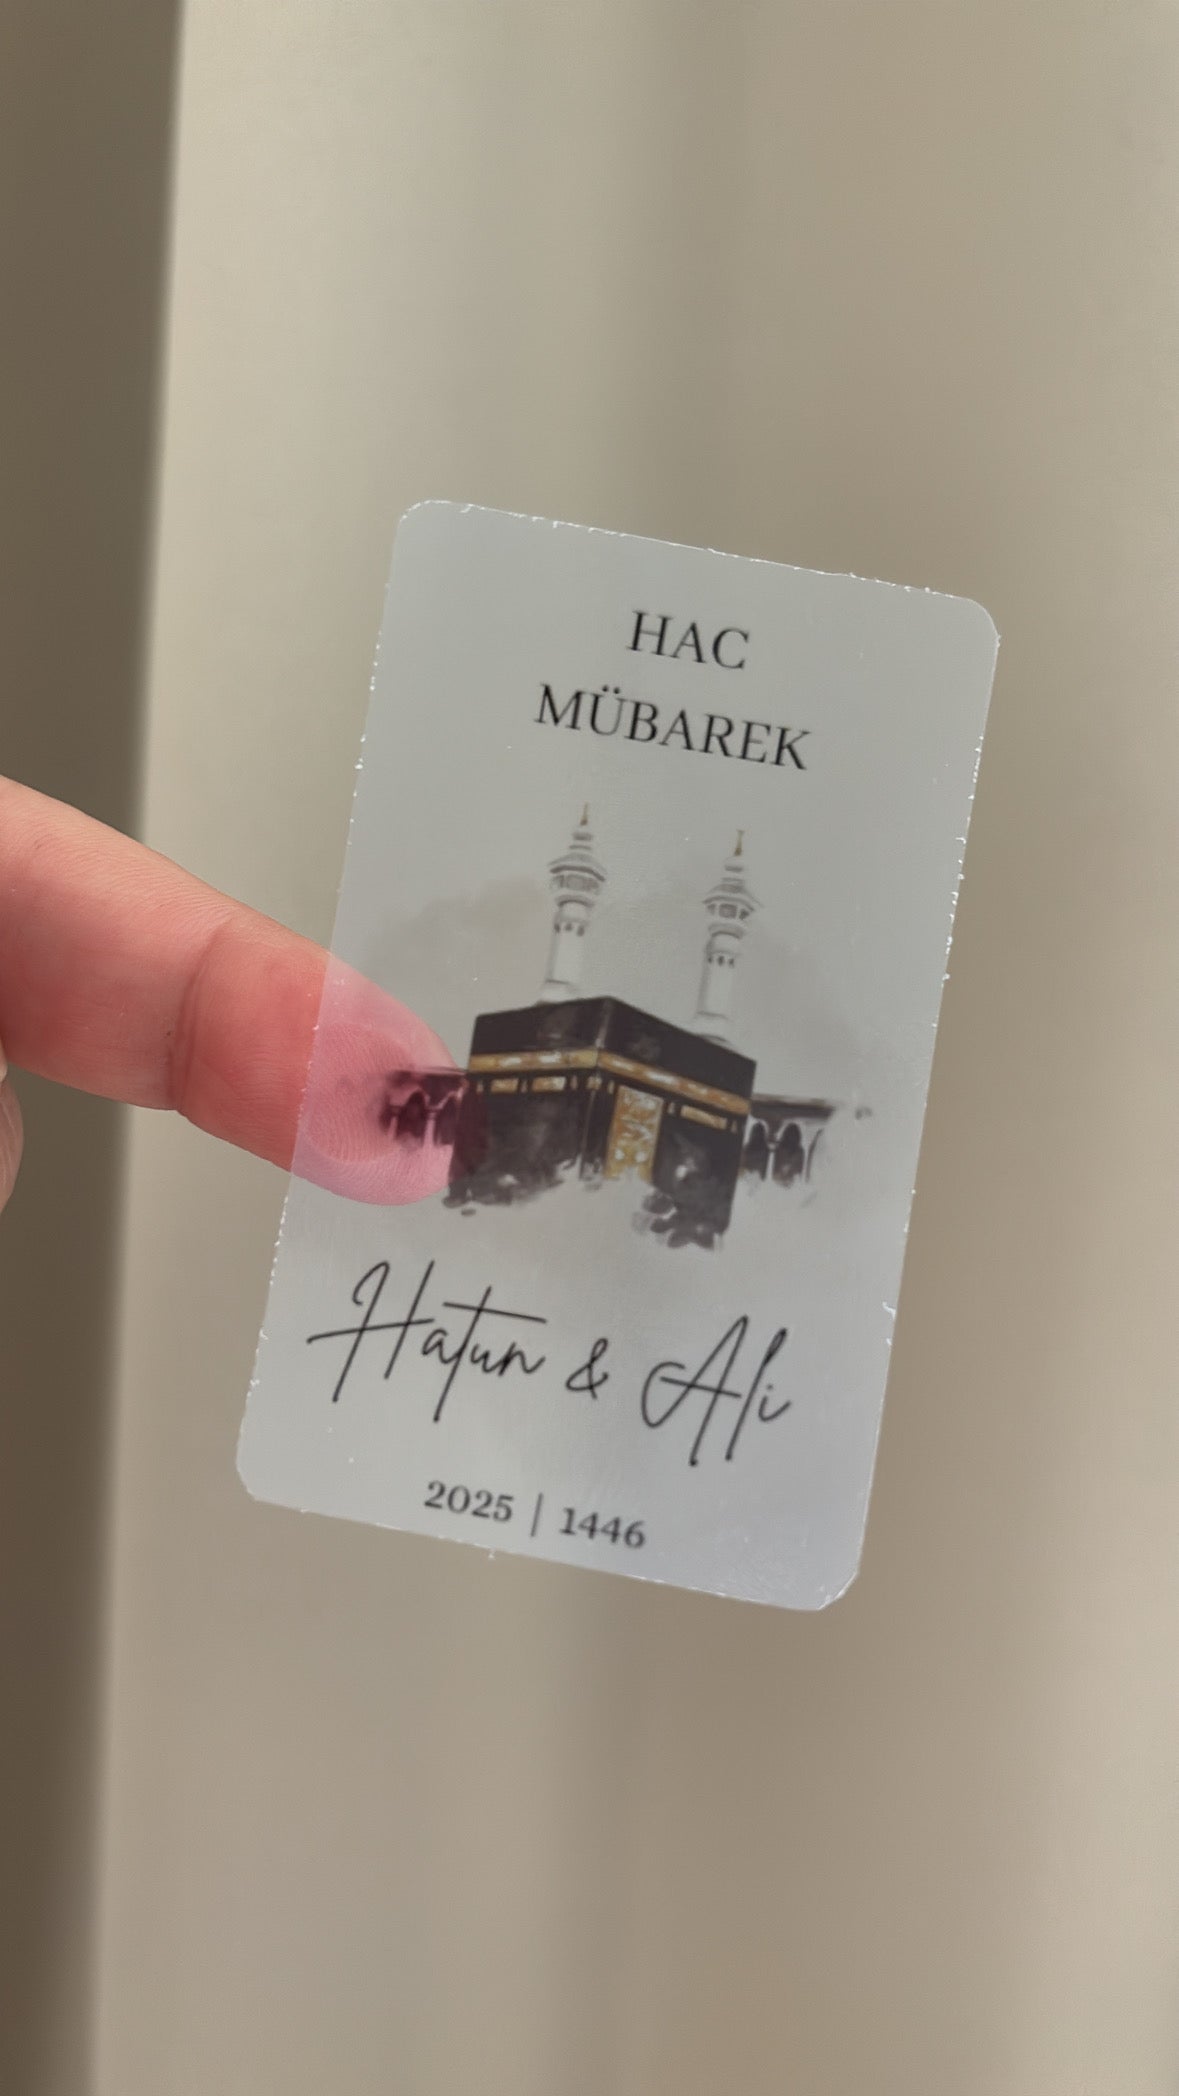 HAC
MÜBAREK
Hatun & Ali
2025 | 1446